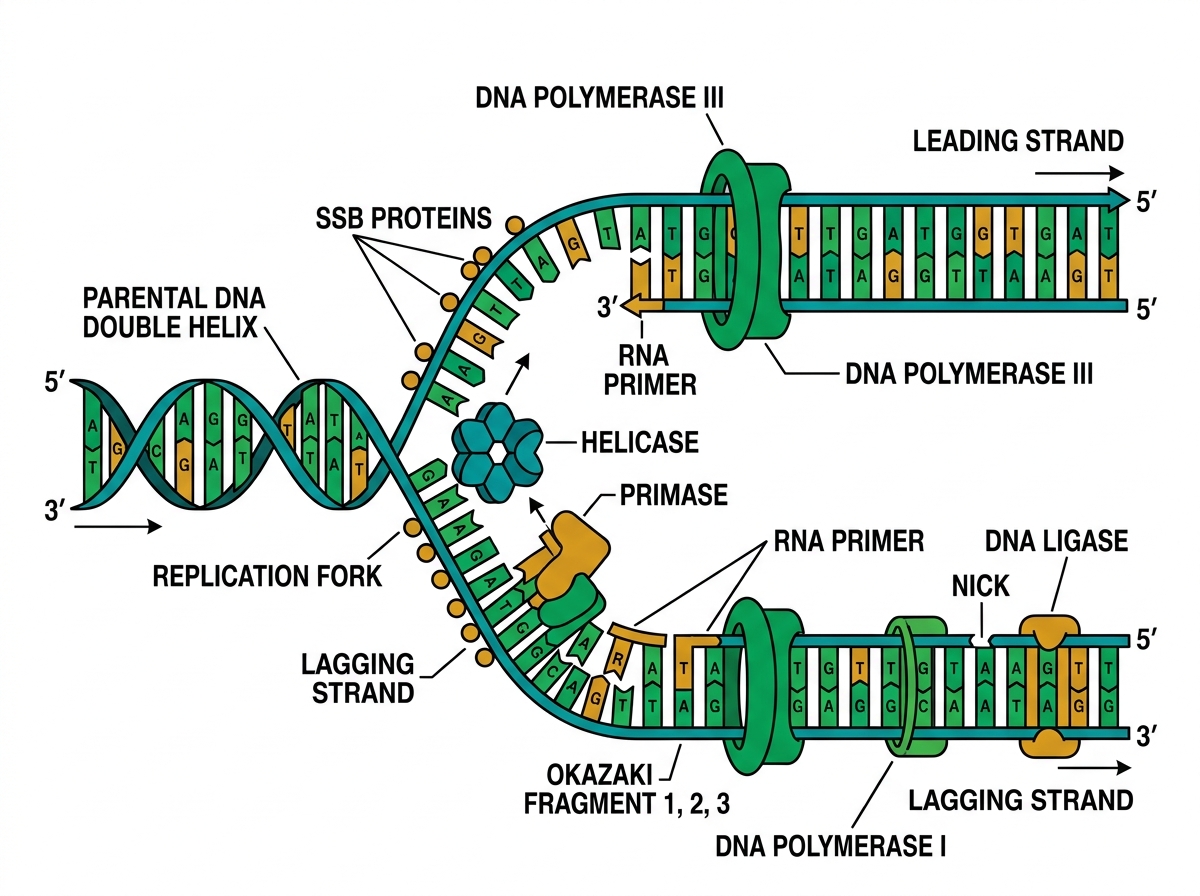 DNA POLYMERASE III
LEADING STRAND
5′
SSB PROTEINS
T A T G
T T G A T G G T G A T
G
A
T
T
G
A
A
T G
A T A G G T T A A G T
3′
5′
RNA
PRIMER
DNA POLYMERASE III
PARENTAL DNA
DOUBLE HELIX
5′
A G C A G G T A T A
T G A T T A T
3′
HELICASE
PRIMASE
REPLICATION FORK
RNA PRIMER
DNA LIGASE
NICK
5′
G
A
A
G
A
T
G
G
C
A
G
T
A
R
A T A
T G T T G T A A G T T
T A G
G A G G C A A T A G G
3′
LAGGING
STRAND
OKAZAKI
FRAGMENT 1, 2, 3
LAGGING STRAND
DNA POLYMERASE I